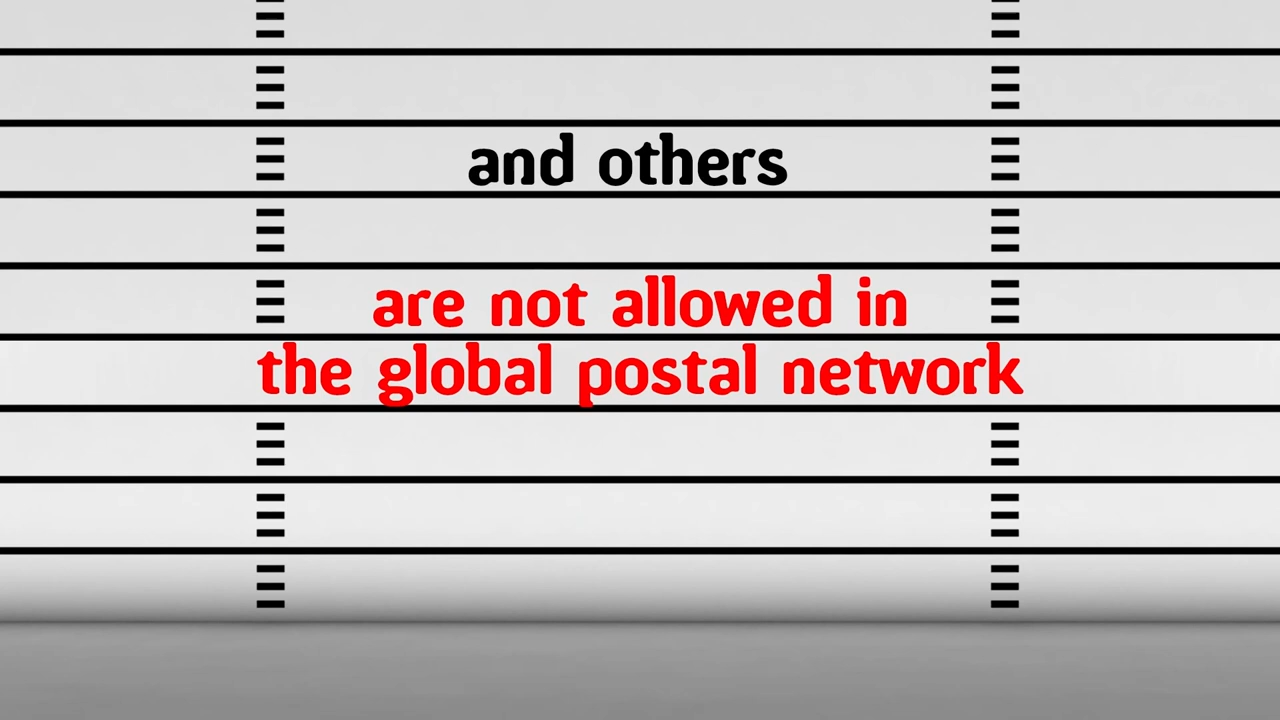 and others
are not allowed in
the global postal network